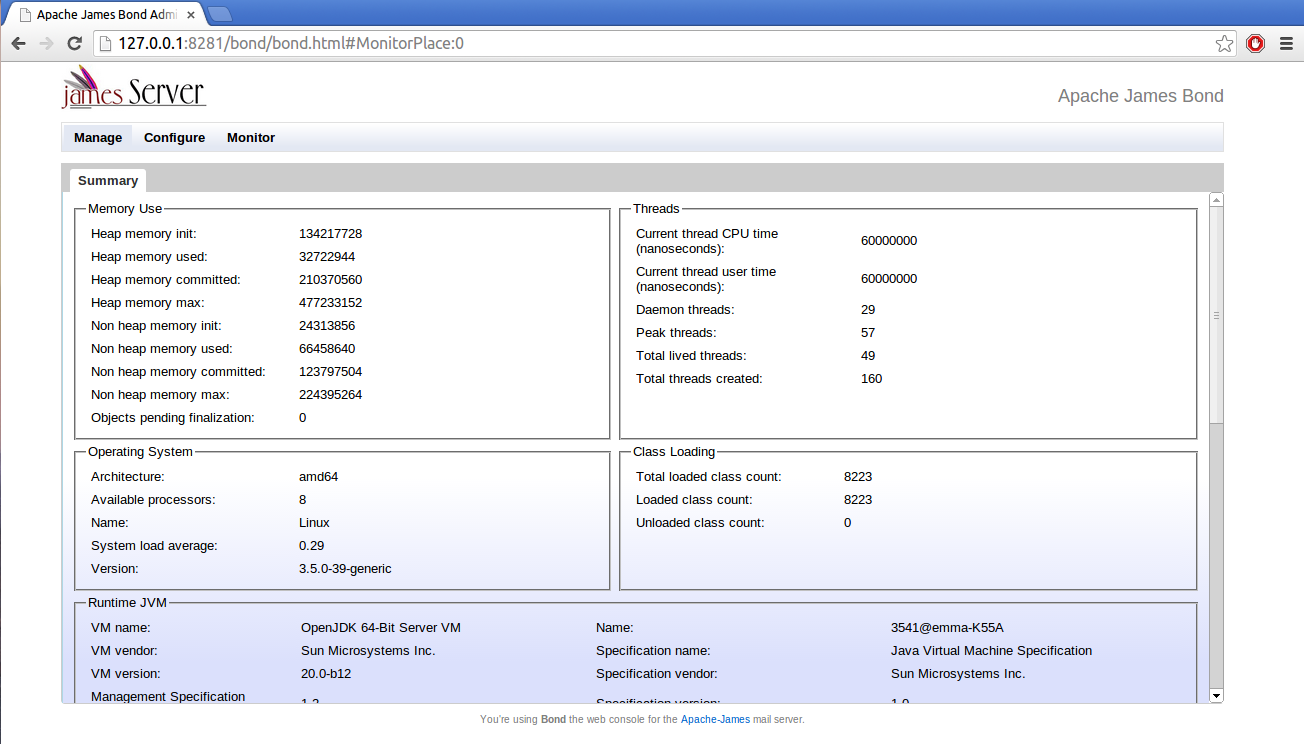 Apache James Bond Admi
127.0.0.1:8281/bond/bond.html#MonitorPlace:0
james Server
Apache James Bond
Manage Configure Monitor
Summary
Memory Use
Heap memory init: 134217728
Heap memory used: 32722944
Heap memory committed: 210370560
Heap memory max: 477233152
Non heap memory init: 24313856
Non heap memory used: 66458640
Non heap memory committed: 123797504
Non heap memory max: 224395264
Objects pending finalization: 0
Threads
Current thread CPU time
(nanoseconds): 60000000
Current thread user time
(nanoseconds): 60000000
Daemon threads: 29
Peak threads: 57
Total lived threads: 49
Total threads created: 160
Operating System
Architecture: amd64
Available processors: 8
Name: Linux
System load average: 0.29
Version: 3.5.0-39-generic
Class Loading
Total loaded class count: 8223
Loaded class count: 8223
Unloaded class count: 0
Runtime JVM
VM name: OpenJDK 64-Bit Server VM Name: 3541@emma-K55A
VM vendor: Sun Microsystems Inc. Specification name: Java Virtual Machine Specification
VM version: 20.0-b12 Specification vendor: Sun Microsystems Inc.
Management Specification
Specification version: 1.0
You're using Bond the web console for the Apache-James mail server.